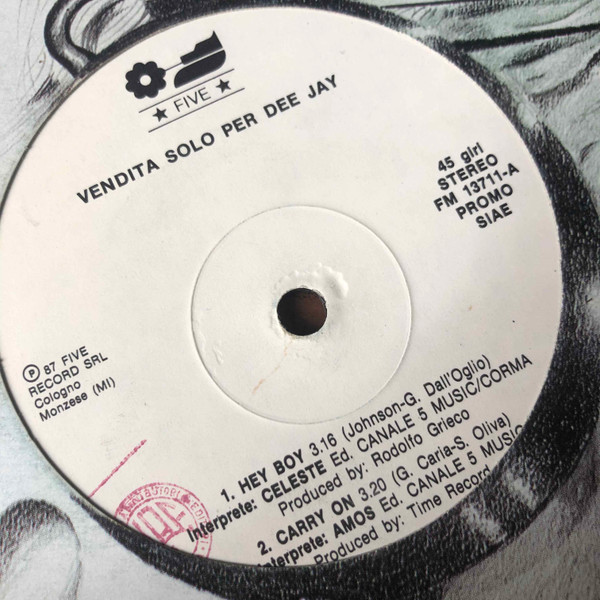 ★ FIVE ★
VENDITA SOLO PER DEE JAY
45 giri
STEREO
FM 13711-A
PROMO
SIAE
Ⓟ 87 FIVE
RECORD SRL
Cologno
Monzese (MI)
1. HEY BOY 3.16 (Johnson-G. Dall'Oglio)
Interprete: CELESTE Ed. CANALE 5 MUSIC/CORMA
Produced by: Rodolfo Grieco
2. CARRY ON 3.20 (G. Carla-S. Oliva)
Interprete: AMOS Ed. CANALE 5 MUSIC
Produced by: Time Record